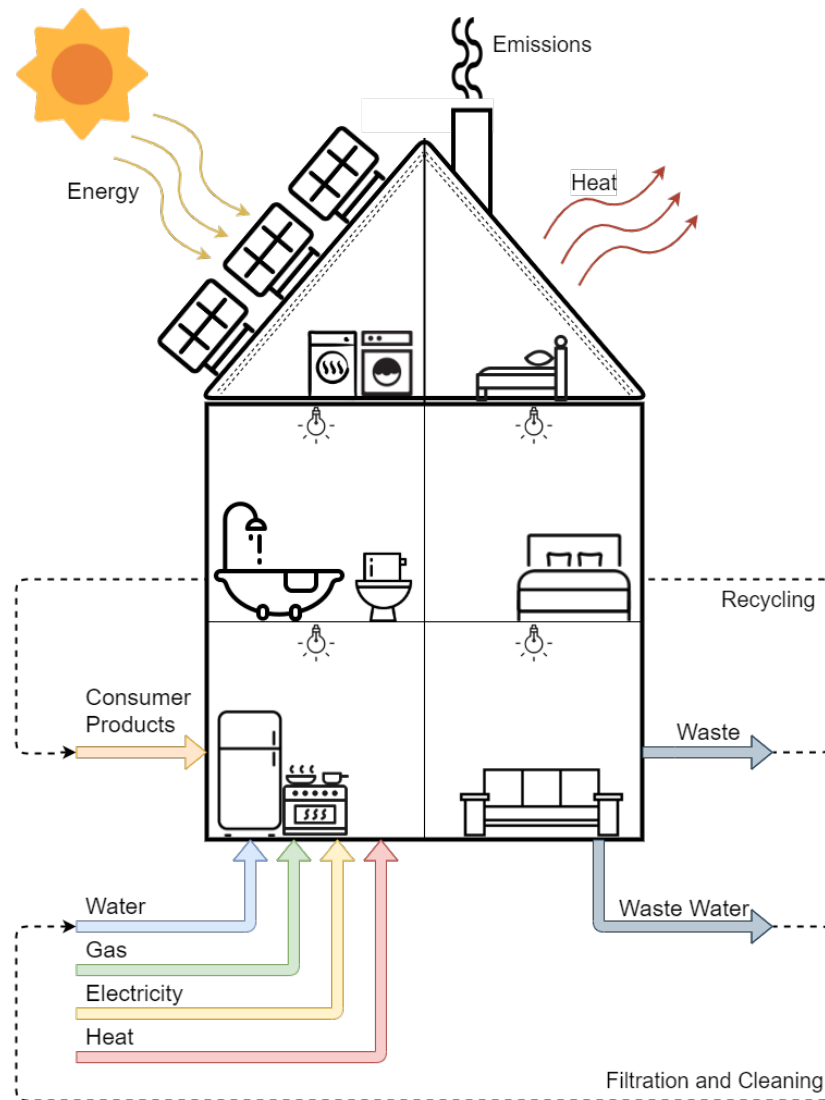 Emissions
Heat
Energy
Recycling
Consumer
Products
Waste
Water
Waste Water
Gas
Electricity
Heat
Filtration and Cleaning